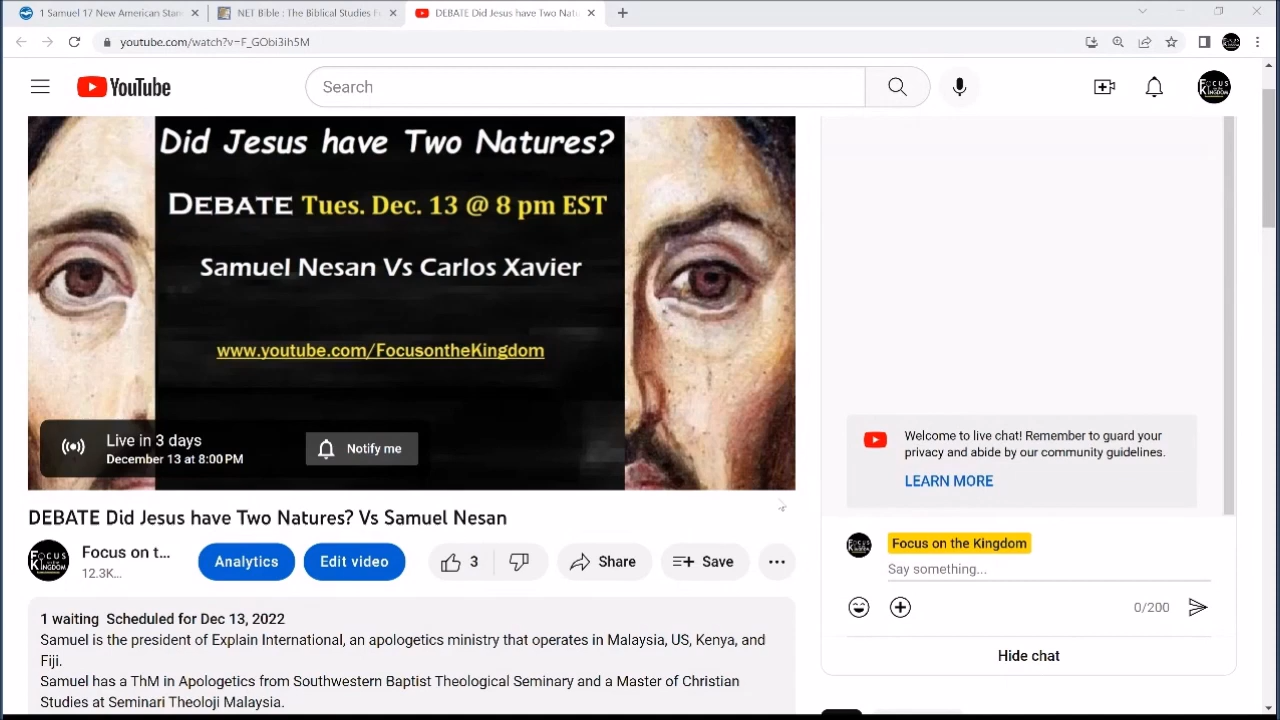 1 Samuel 17 New American Stan
NET Bible : The Biblical Studies F
DEBATE Did Jesus have Two Natu
youtube.com/watch?v=F_GObi3ih5M
YouTube
Search
Did Jesus have Two Natures?
DEBATE Tues. Dec. 13 @ 8 pm EST
Samuel Nesan Vs Carlos Xavier
www.youtube.com/FocusontheKingdom
Live in 3 days
December 13 at 8:00 PM
Notify me
DEBATE Did Jesus have Two Natures? Vs Samuel Nesan
Focus on t...
12.3K...
Analytics
Edit video
3
Share
Save
1 waiting Scheduled for Dec 13, 2022
Samuel is the president of Explain International, an apologetics ministry that operates in Malaysia, US, Kenya, and
Fiji.
Samuel has a ThM in Apologetics from Southwestern Baptist Theological Seminary and a Master of Christian
Studies at Seminari Theoloji Malaysia.
Welcome to live chat! Remember to guard your
privacy and abide by our community guidelines.
LEARN MORE
Focus on the Kingdom
Say something...
0/200
Hide chat